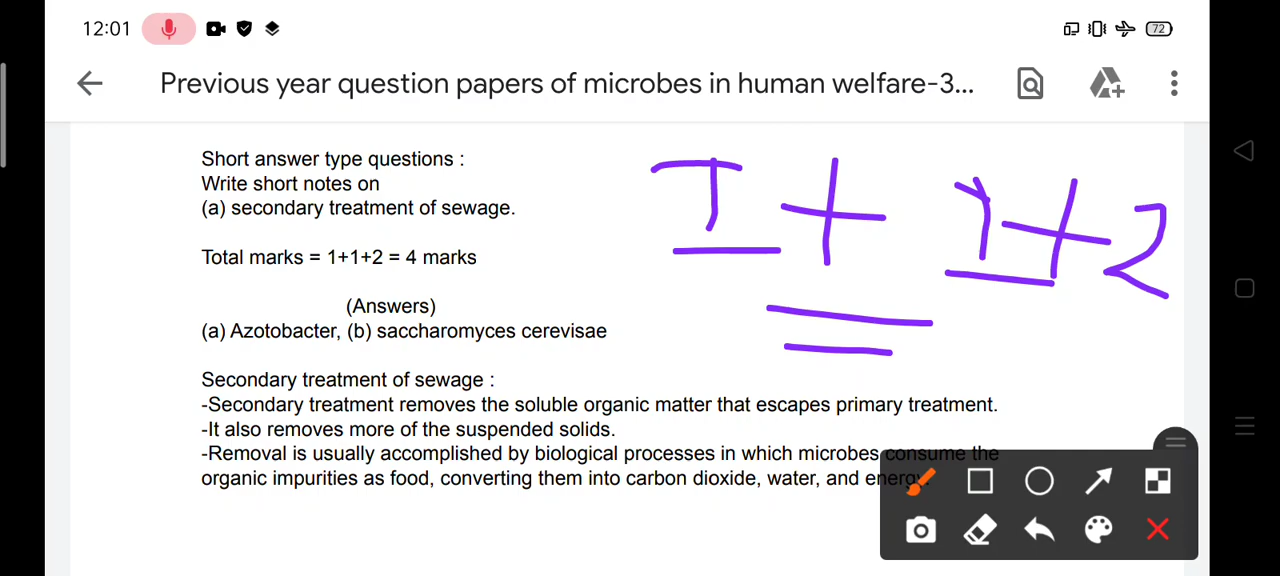 12:01
72
Previous year question papers of microbes in human welfare-3...
Short answer type questions :
Write short notes on
(a) secondary treatment of sewage.
1 + 1+2
Total marks = 1+1+2 = 4 marks
(Answers)
(a) Azotobacter, (b) saccharomyces cerevisae
Secondary treatment of sewage :
-Secondary treatment removes the soluble organic matter that escapes primary treatment.
-It also removes more of the suspended solids.
-Removal is usually accomplished by biological processes in which microbes consume the
organic impurities as food, converting them into carbon dioxide, water, and energy.